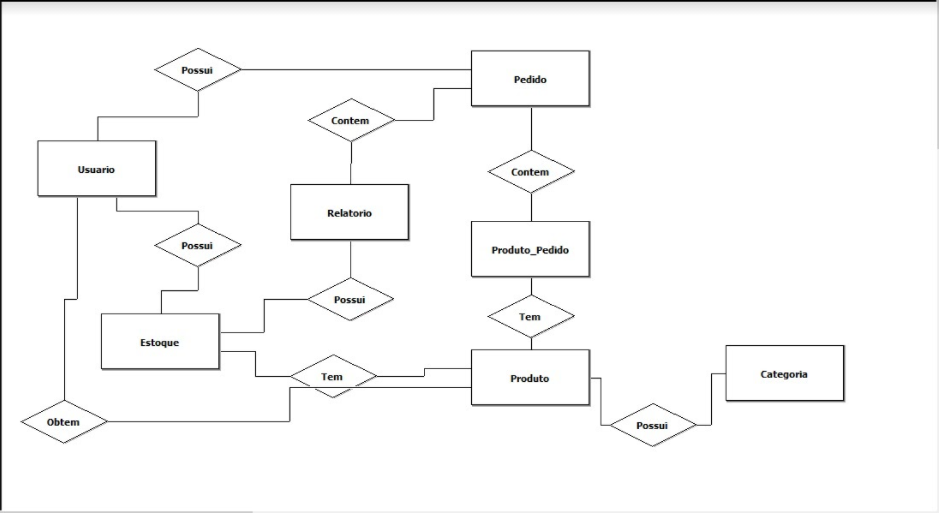 Possui
Pedido
Contem
Usuario
Contem
Relatorio
Possui
Produto_Pedido
Possui
Tem
Estoque
Tem
Produto
Categoria
Obtem
Possui